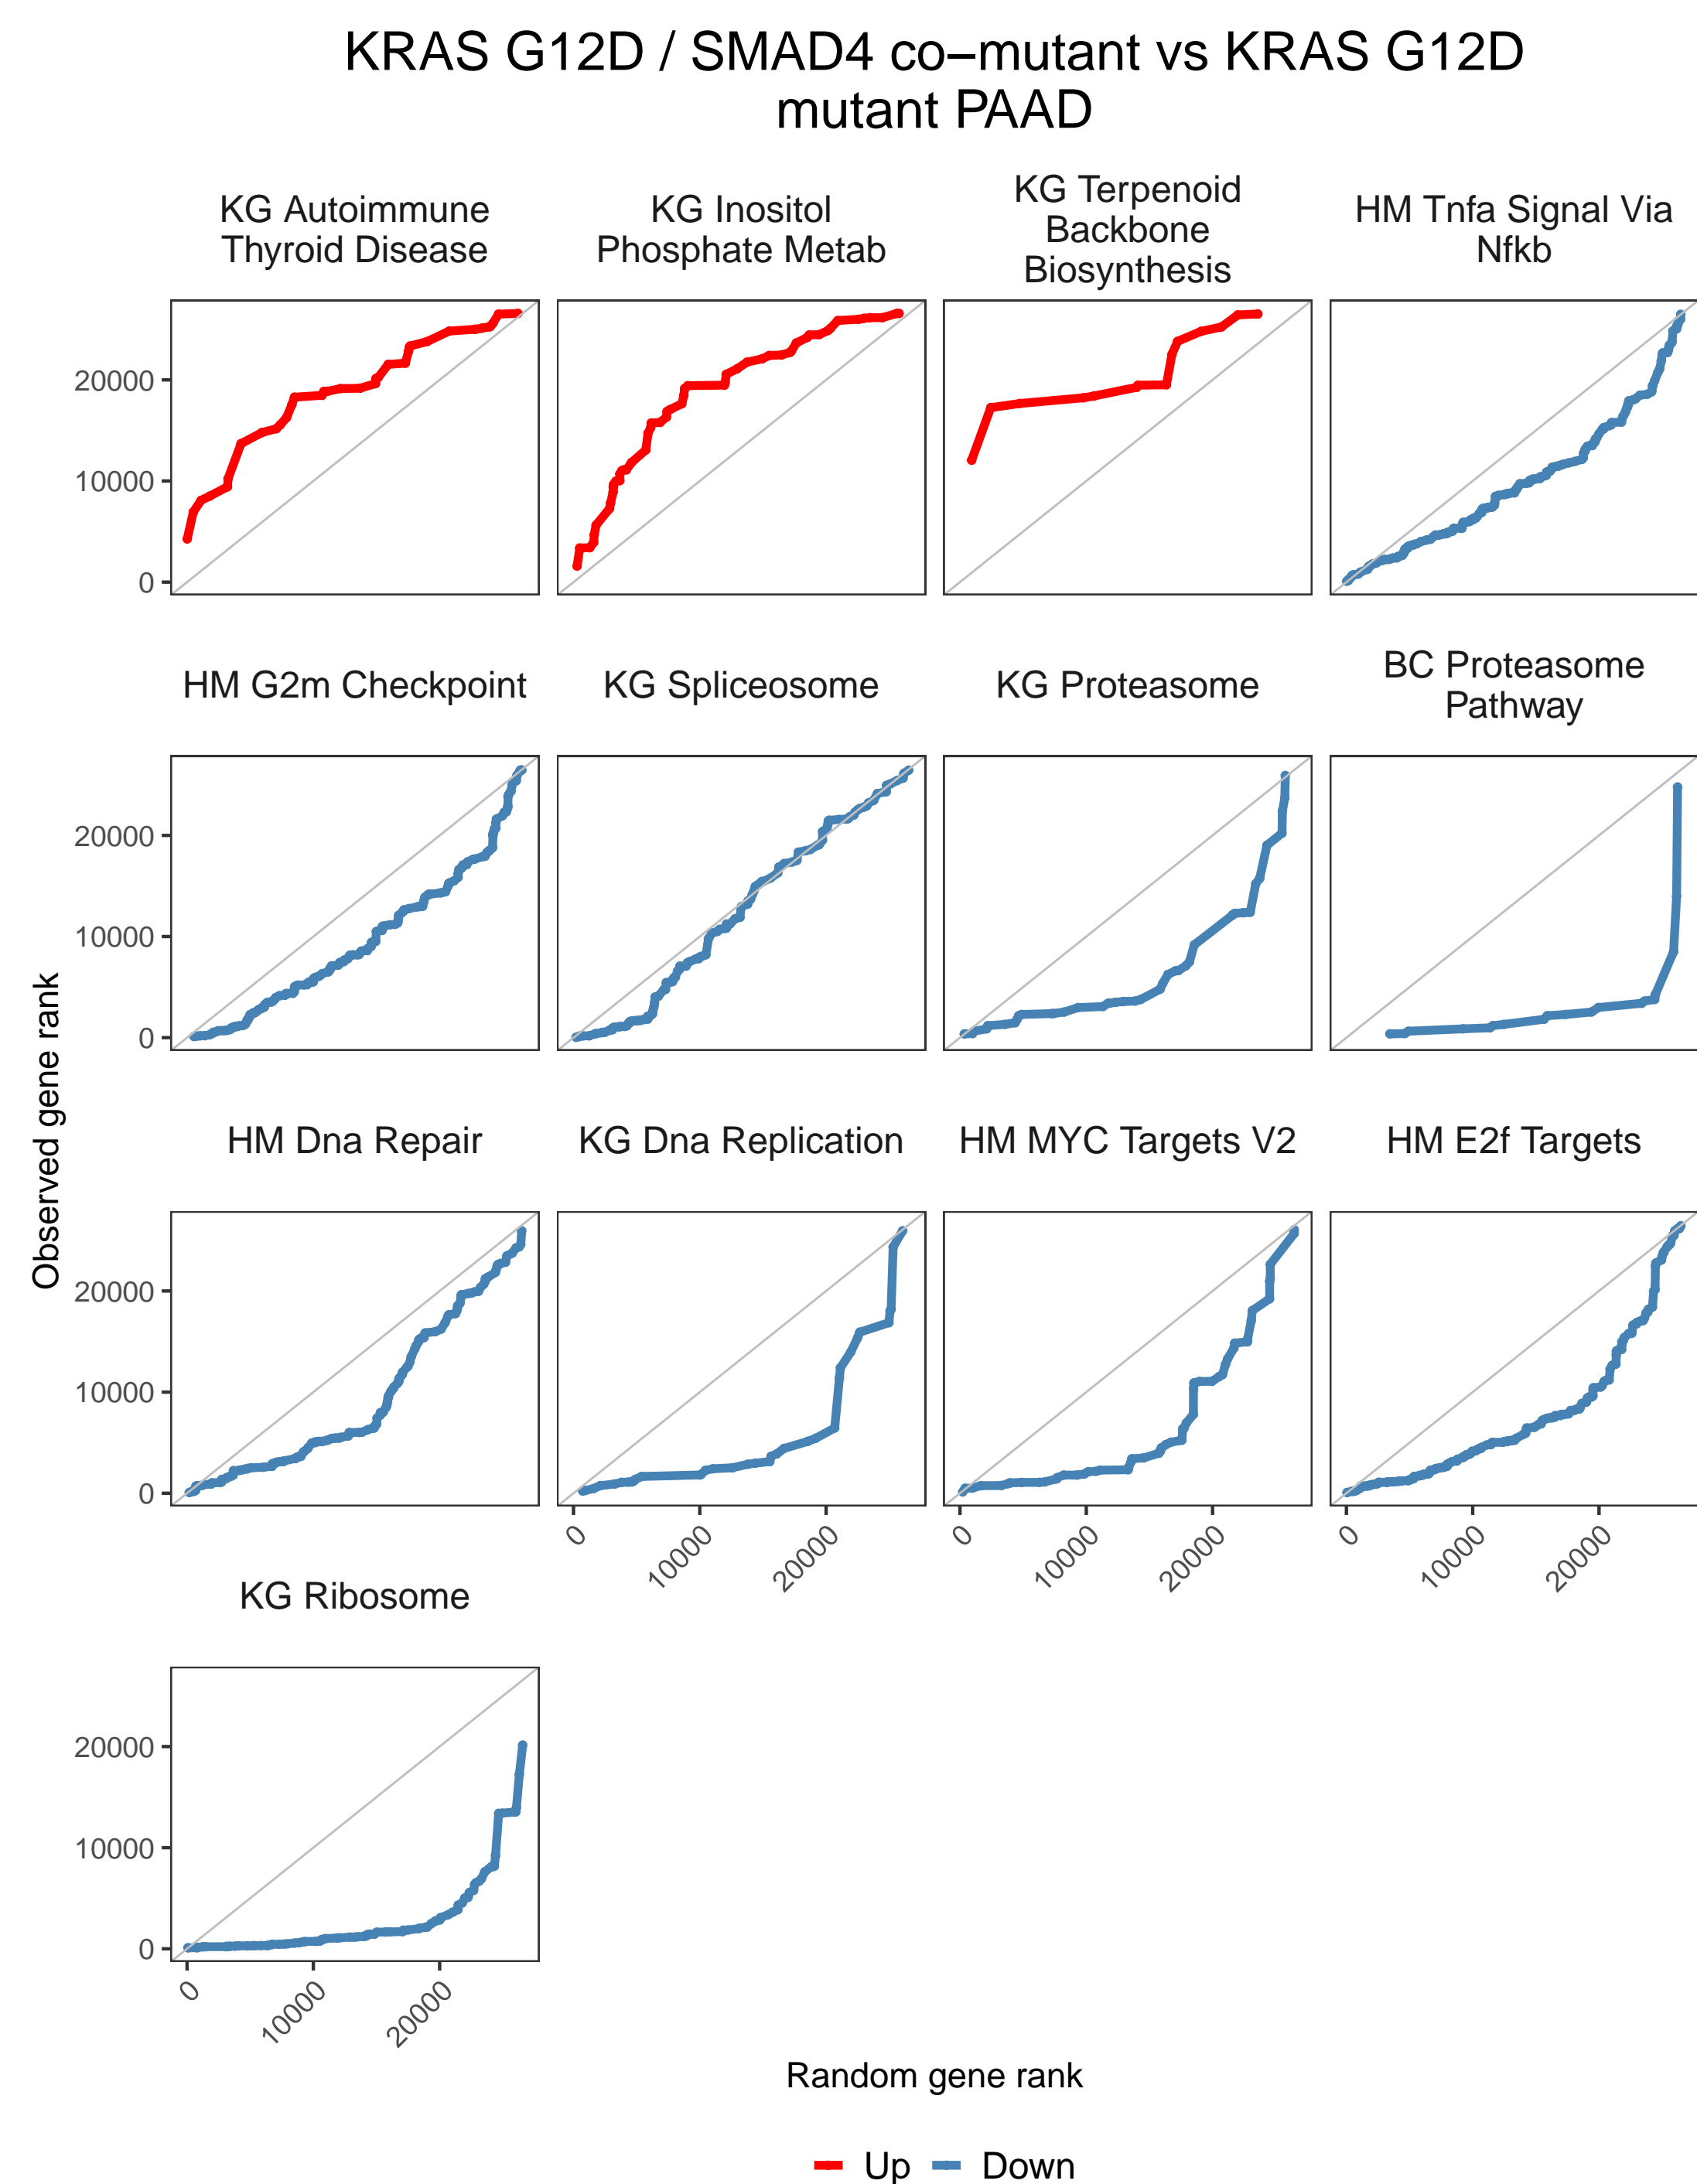 KRAS G12D / SMAD4 co–mutant vs KRAS G12D
mutant PAAD
KG Autoimmune
Thyroid Disease
KG Inositol
Phosphate Metab
KG Terpenoid
Backbone
Biosynthesis
HM Tnfa Signal Via
Nfkb
20000
10000
0
HM G2m Checkpoint
KG Spliceosome
KG Proteasome
BC Proteasome
Pathway
20000
10000
0
Observed gene rank
HM Dna Repair
KG Dna Replication
HM MYC Targets V2
HM E2f Targets
20000
10000
0
0
10000
20000
0
10000
20000
0
10000
20000
KG Ribosome
20000
10000
0
0
10000
20000
Random gene rank
Up
Down